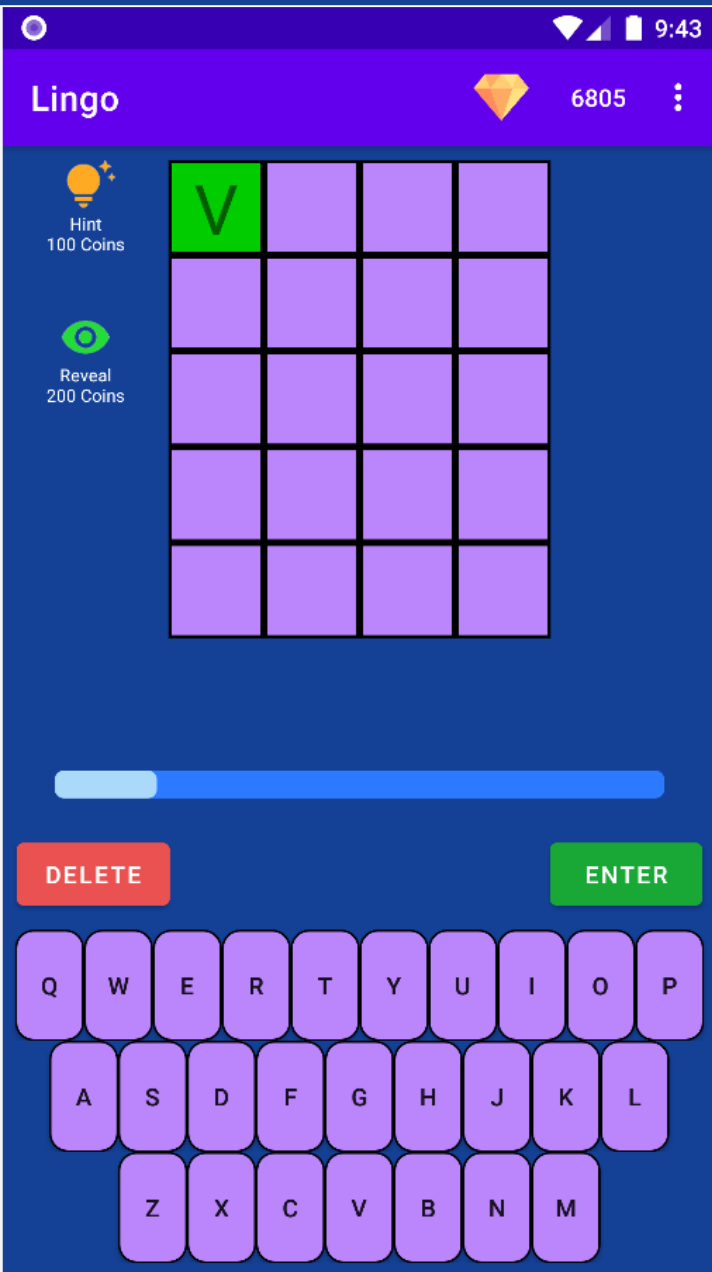 9:43
Lingo 6805
Hint
100 Coins
V
Reveal
200 Coins
DELETE ENTER
Q W E R T Y U I O P
A S D F G H J K L
Z X C V B N M